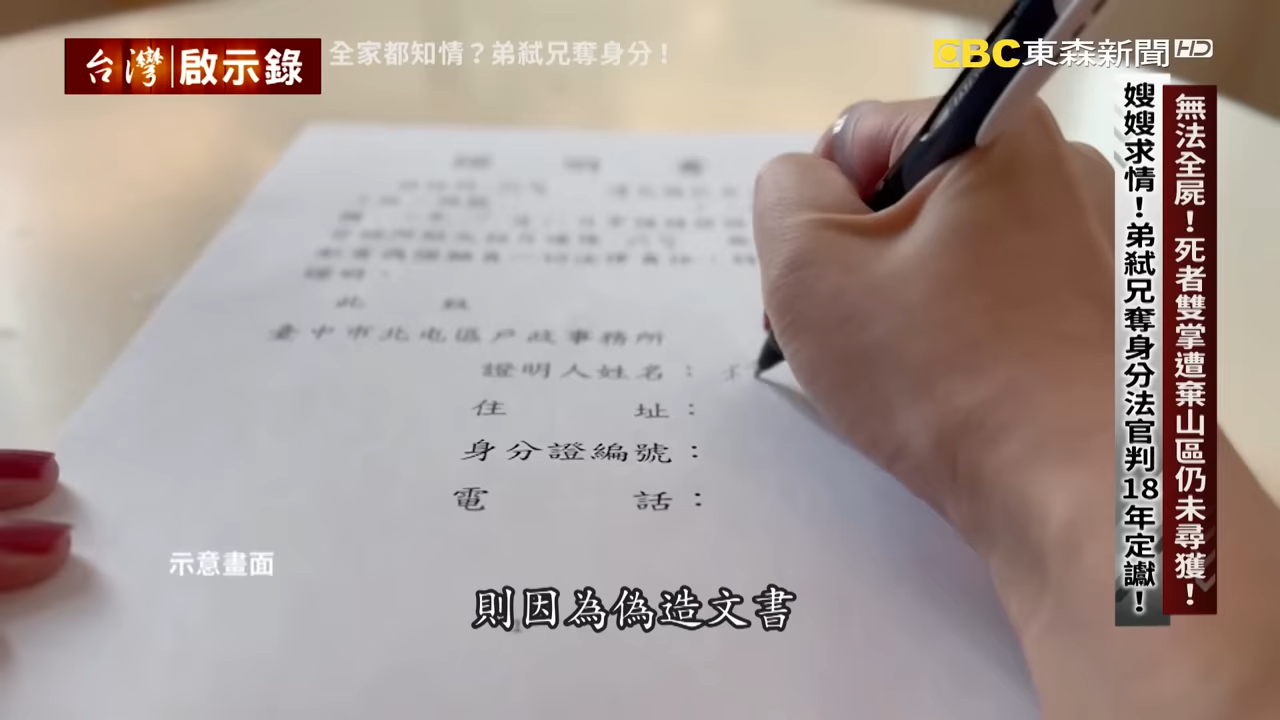 台灣|啟示錄
全家都知情？弟弒兄奪身分！
EBC東森新聞HD
無法全屍！死者雙掌遭棄山區仍未尋獲！
嫂嫂求情！弟弒兄奪身分法官判18年定讞！
此 致
臺中市北屯區戶政事務所
證明人姓名：
住 址：
身分證編號：
電 話：
示意畫面
則因為偽造文書